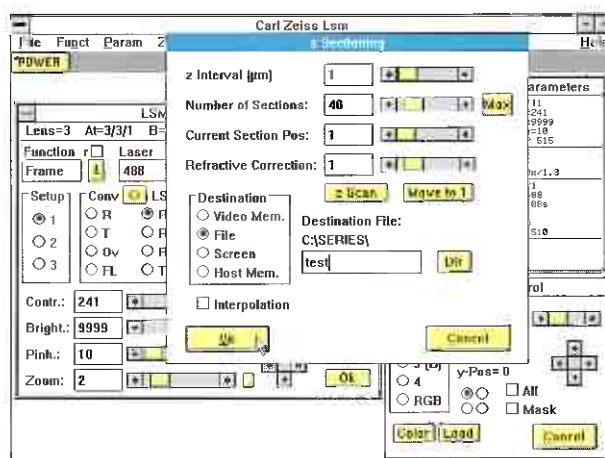 Carl Zeiss Lsm
File Funct Param Z
POWER
z Sectioning
z Interval (µm) 1
Number of Sections: 40 Max
Current Section Pos: 1
Refractive Correction: 1
z Scan Move to 1
Destination
Video Mem.
File
Screen
Host Mem.
Destination File:
C:\SERIES\
test Dir
Interpolation
Ok Cancel
Lens=3 At=3/3/1 B=
Function r Laser
Frame 488
Setup
1
2
3
Conv LS
R
T
Ov
FL
Contr.: 241
Bright.: 9999
Pinh.: 10
Zoom: 2 Ok
arameters
=241
=9999
=10
> 515
x/1.3
510
rol
4
RGB
y-Pos= 0
All
Mask
Color Load Cancel